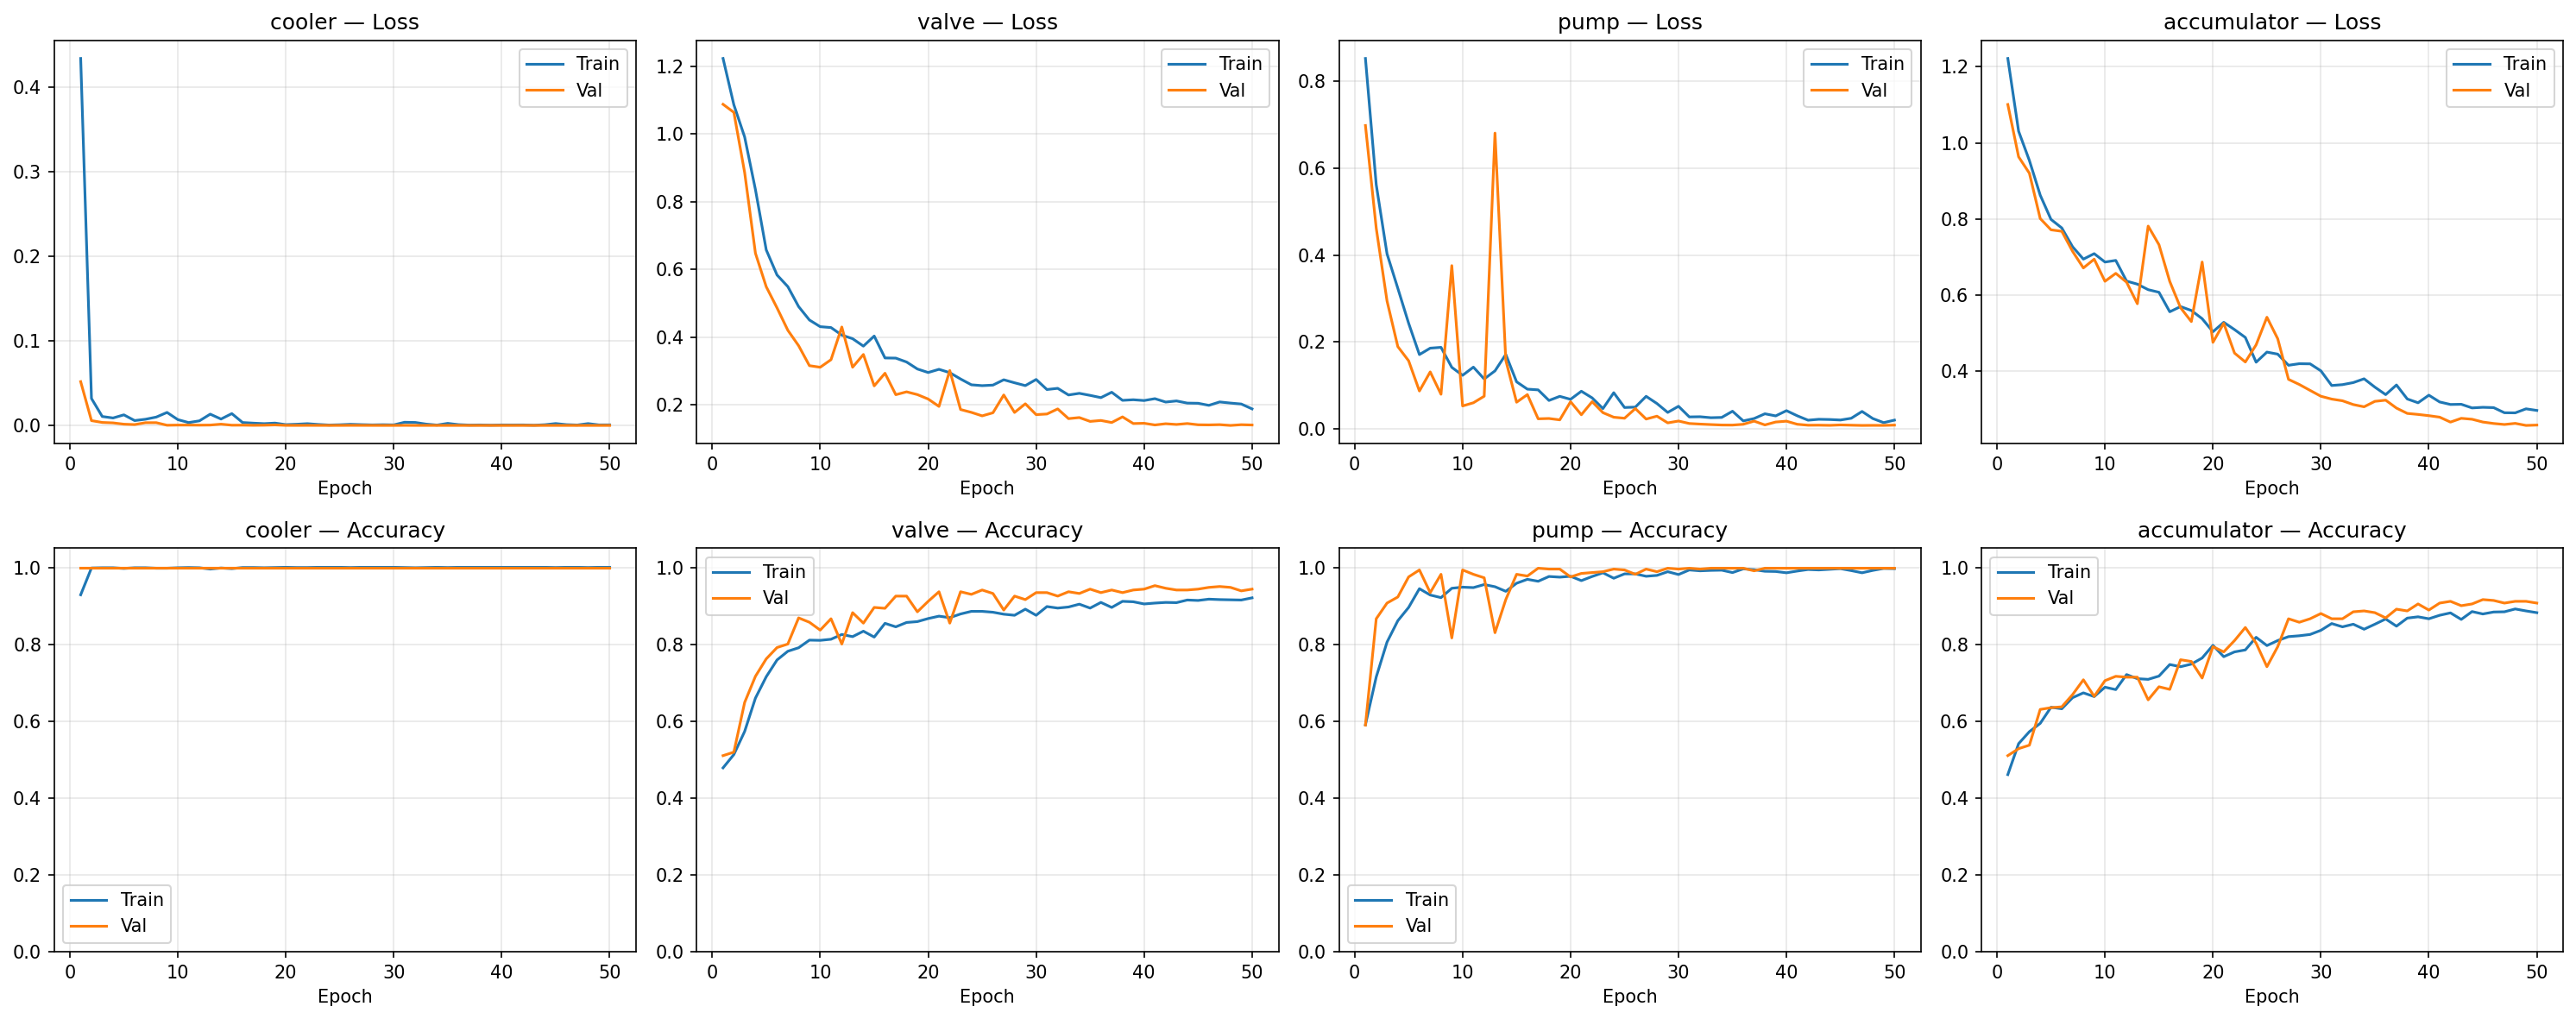 cooler — Loss
0.4
0.3
0.2
0.1
0.0
0 10 20 30 40 50
Epoch
Train
Val
valve — Loss
1.2
1.0
0.8
0.6
0.4
0.2
0 10 20 30 40 50
Epoch
Train
Val
pump — Loss
0.8
0.6
0.4
0.2
0.0
0 10 20 30 40 50
Epoch
Train
Val
accumulator — Loss
1.2
1.0
0.8
0.6
0.4
0 10 20 30 40 50
Epoch
Train
Val
cooler — Accuracy
1.0
0.8
0.6
0.4
0.2
0.0
0 10 20 30 40 50
Epoch
Train
Val
valve — Accuracy
1.0
0.8
0.6
0.4
0.2
0.0
0 10 20 30 40 50
Epoch
Train
Val
pump — Accuracy
1.0
0.8
0.6
0.4
0.2
0.0
0 10 20 30 40 50
Epoch
Train
Val
accumulator — Accuracy
1.0
0.8
0.6
0.4
0.2
0.0
0 10 20 30 40 50
Epoch
Train
Val